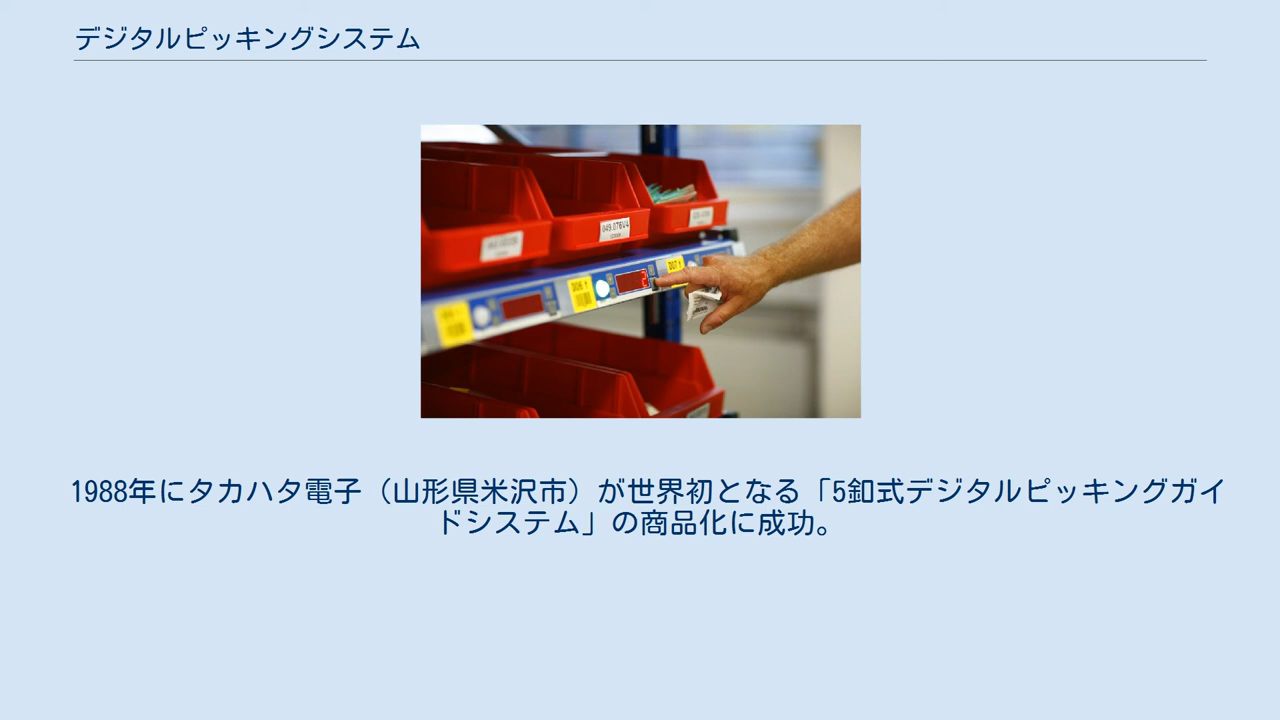 デジタルピッキングシステム
049.076V4
2
1988年にタカハタ電子（山形県米沢市）が世界初となる「5釦式デジタルピッキングガイ
ドシステム」の商品化に成功。